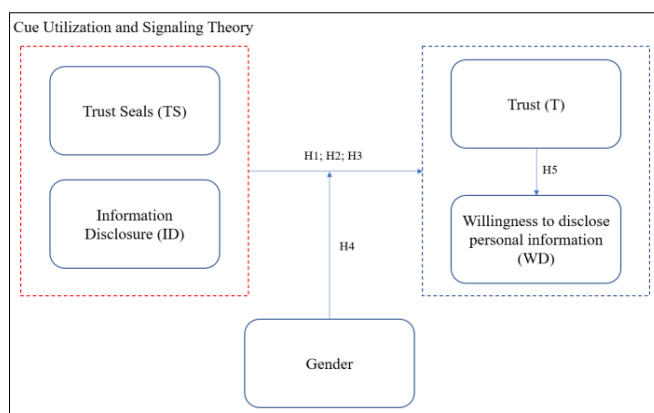 Cue Utilization and Signaling Theory
Trust Seals (TS)
Information
Disclosure (ID)
H1; H2; H3
H4
Gender
Trust (T)
H5
Willingness to disclose
personal information
(WD)